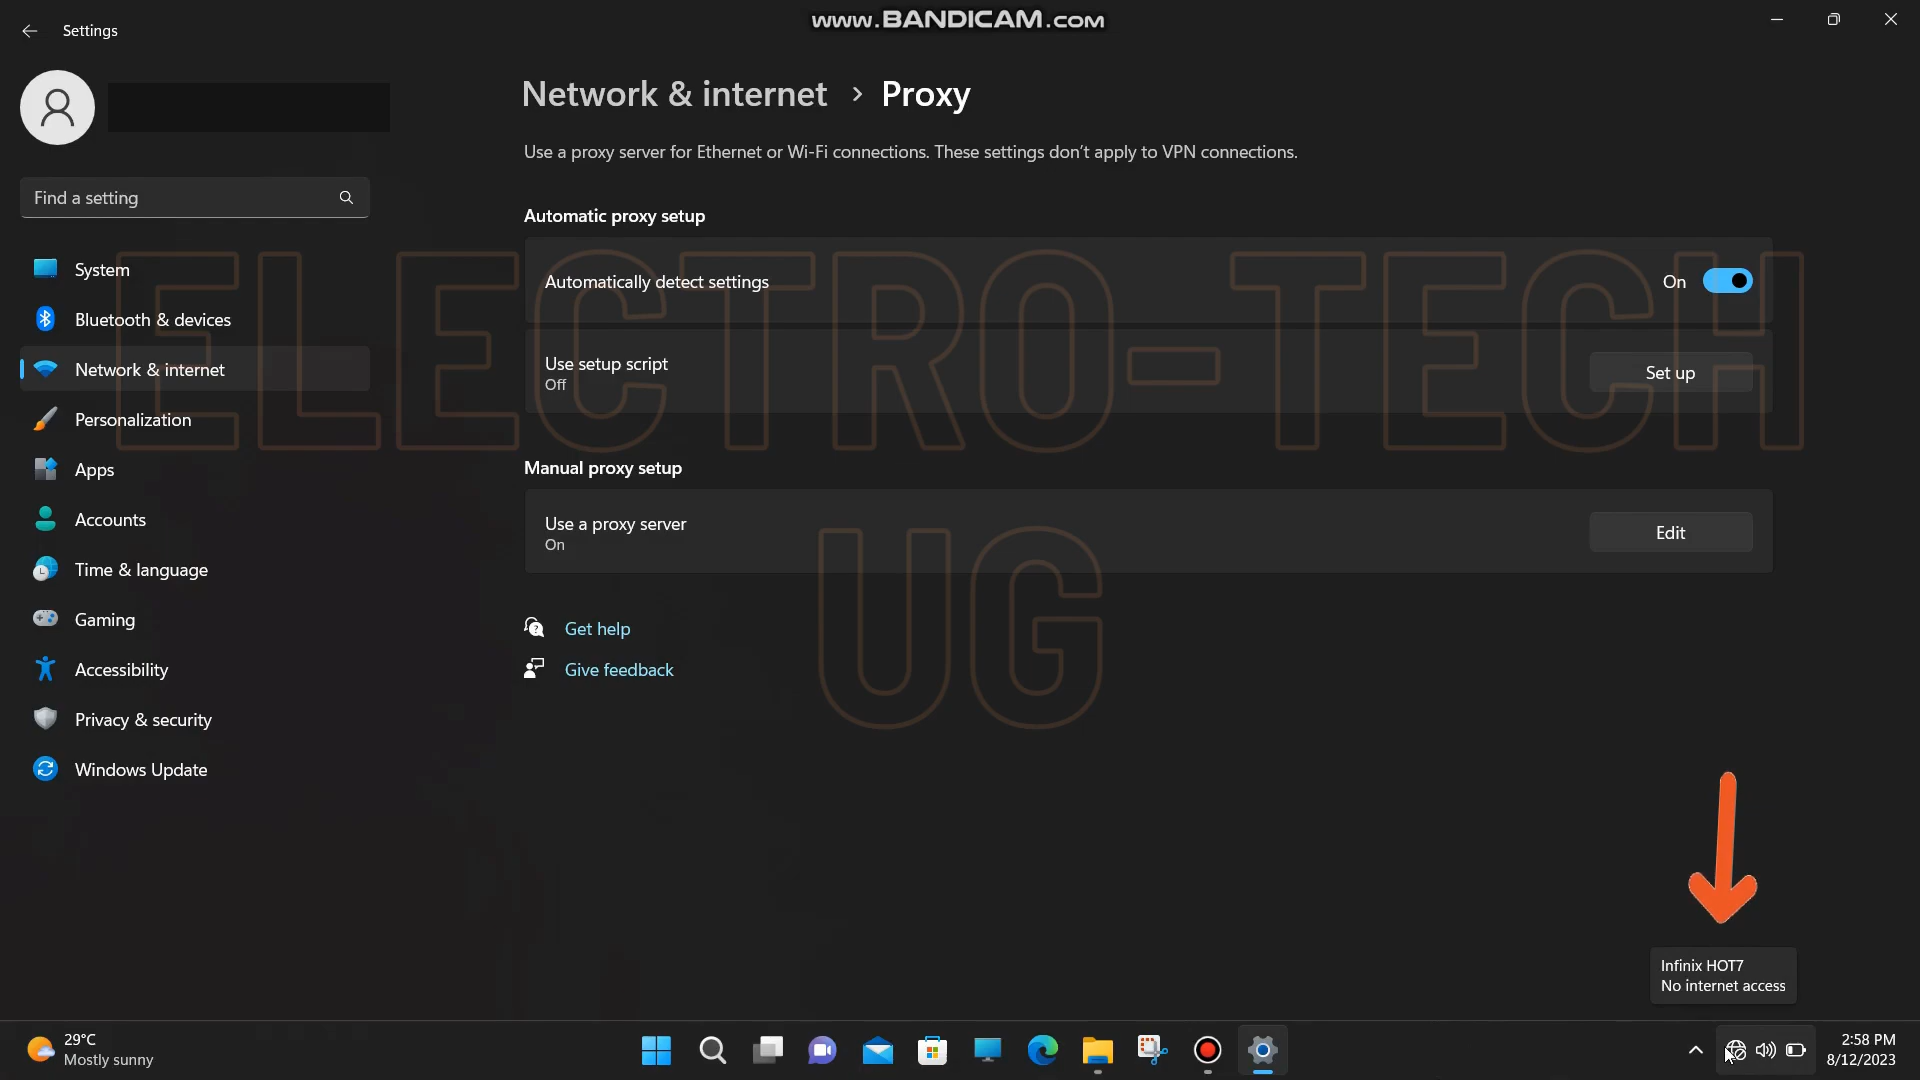 www.BANDICAM.com
Settings
Network & internet > Proxy
Use a proxy server for Ethernet or Wi-Fi connections. These settings don't apply to VPN connections.
Find a setting
System
Bluetooth & devices
Network & internet
Personalization
Apps
Accounts
Time & language
Gaming
Accessibility
Privacy & security
Windows Update
Automatic proxy setup
Automatically detect settings
On
Use setup script
Off
Set up
Manual proxy setup
Use a proxy server
On
Edit
Get help
Give feedback
ELECTRO-TECH
UG
Infinix HOT7
No internet access
29°C
Mostly sunny
2:58 PM
8/12/2023